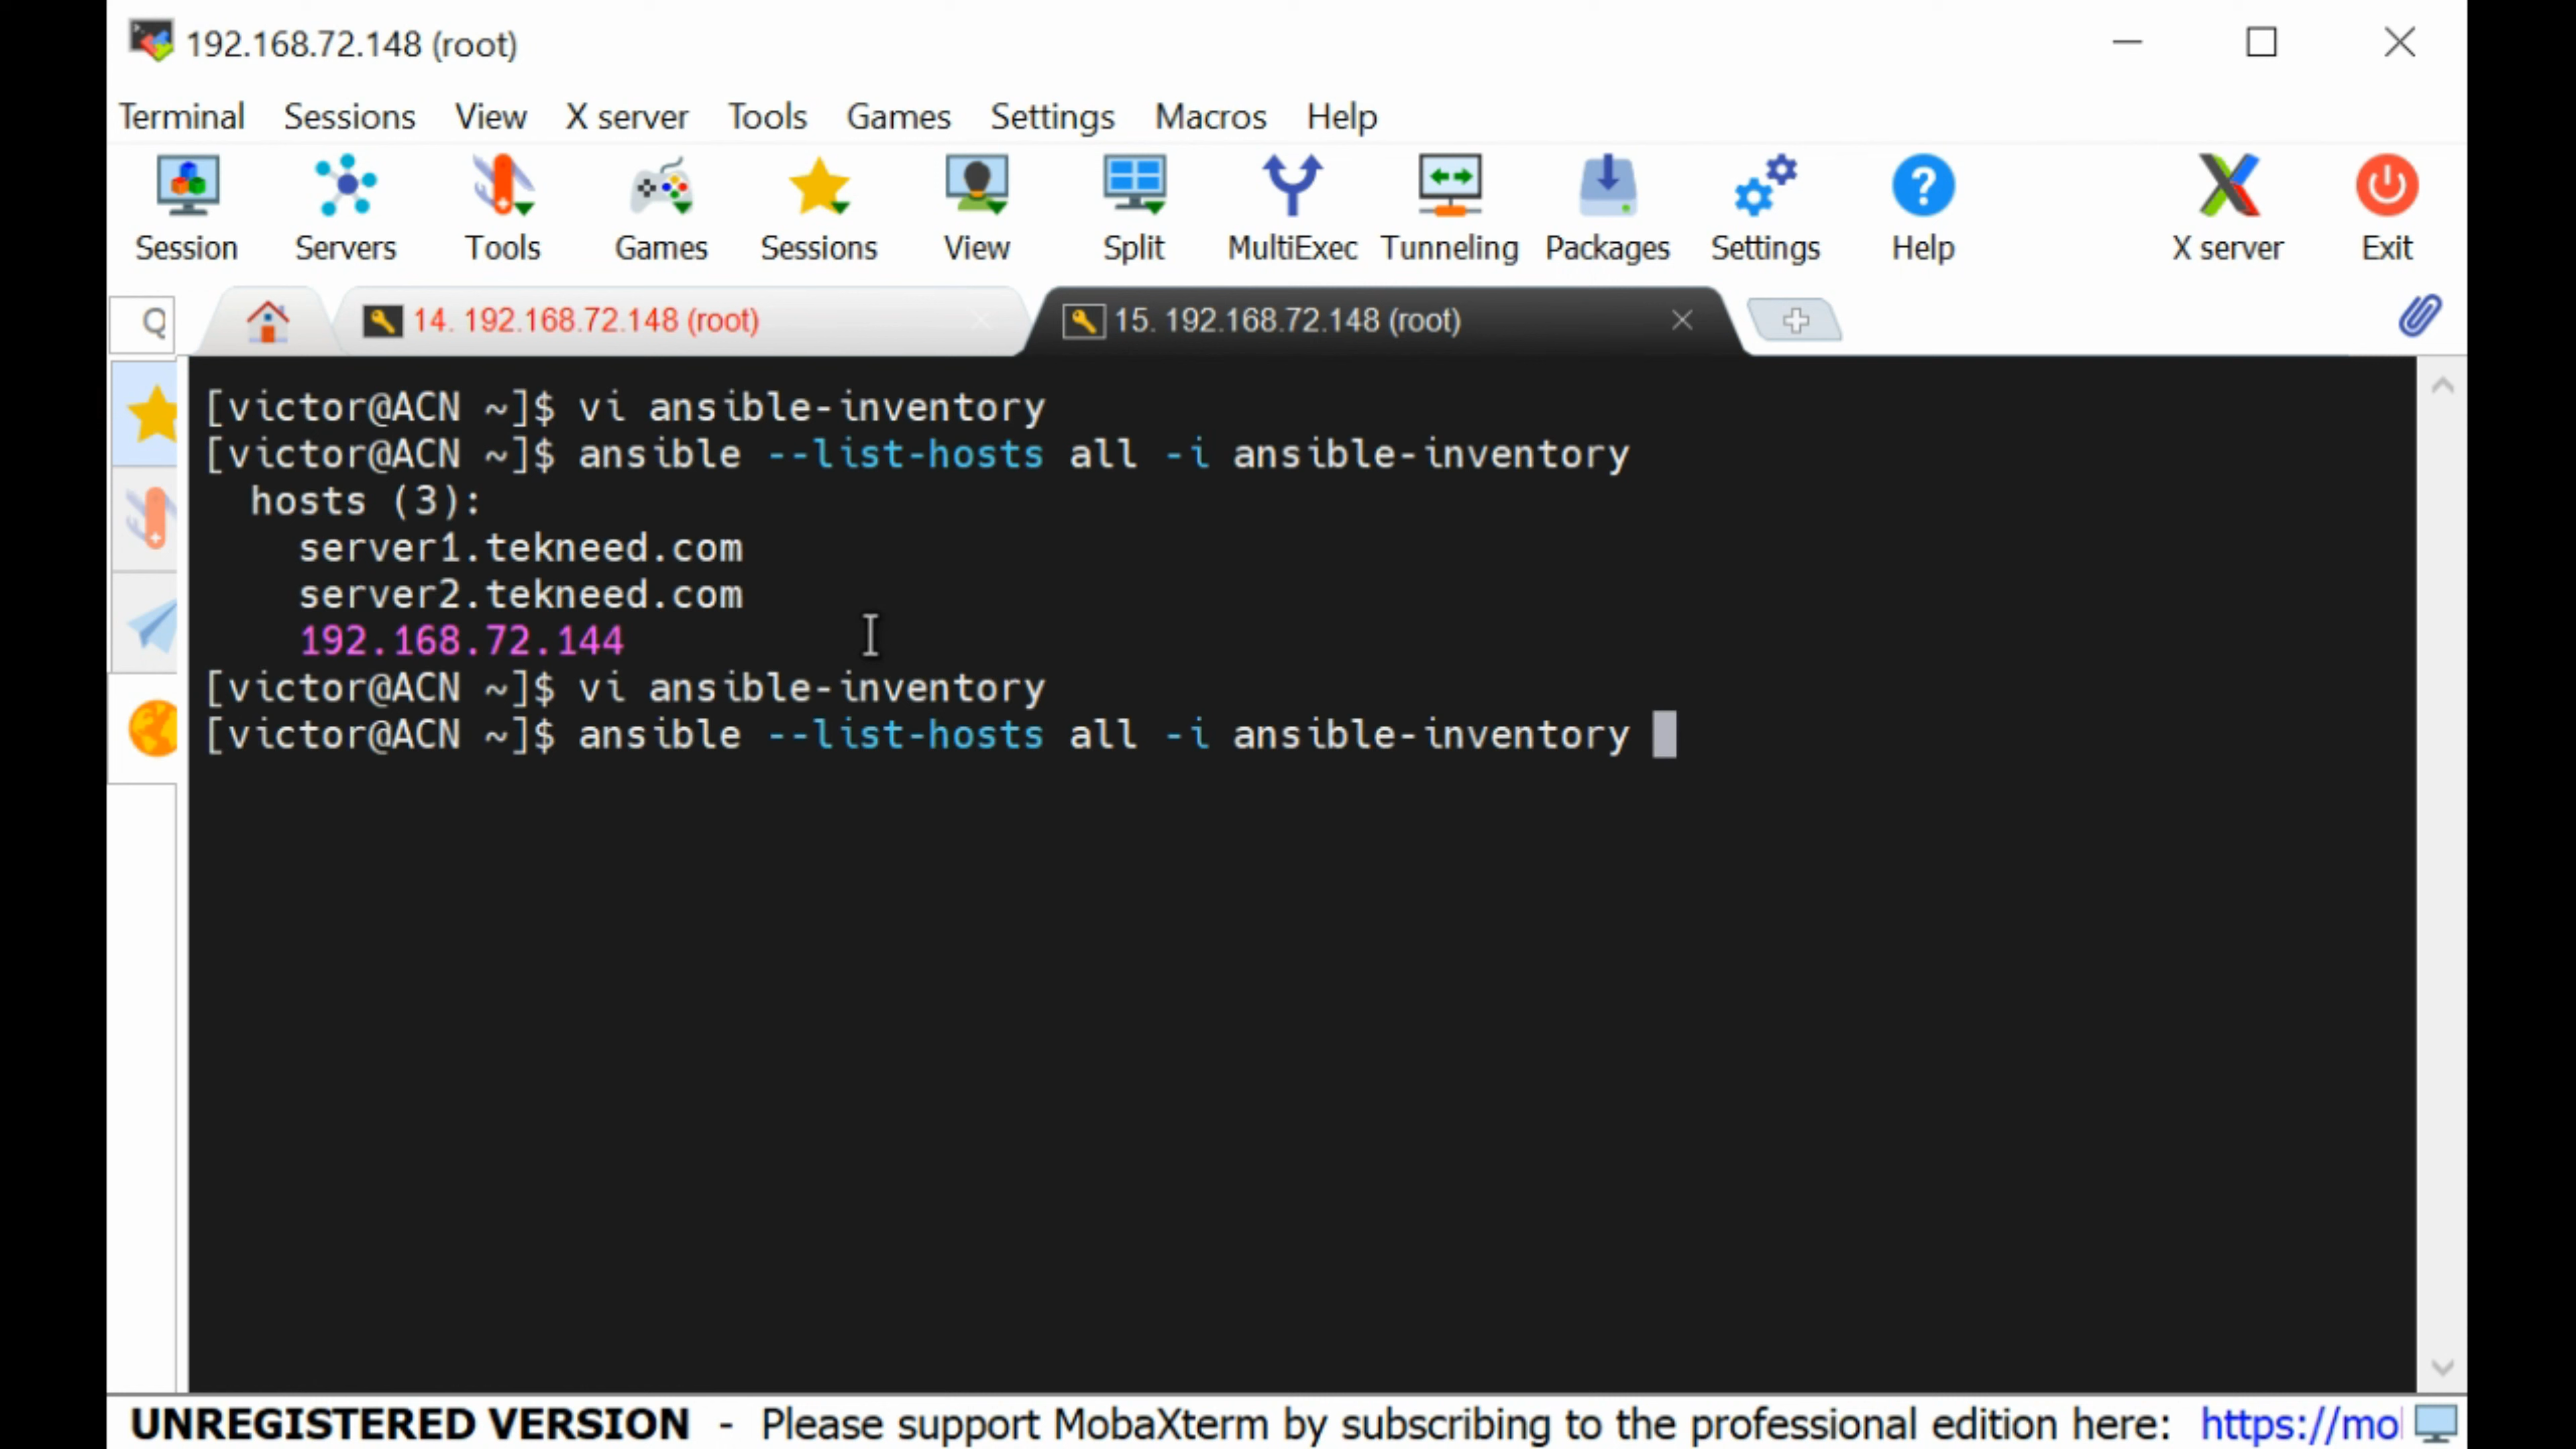 192.168.72.148 (root)
Terminal Sessions View X server Tools Games Settings Macros Help
Session Servers Tools Games Sessions View Split MultiExec Tunneling Packages Settings Help X server Exit
14. 192.168.72.148 (root) 15. 192.168.72.148 (root)
[victor@ACN ~]$ vi ansible-inventory
[victor@ACN ~]$ ansible --list-hosts all -i ansible-inventory
hosts (3):
server1.tekneed.com
server2.tekneed.com
192.168.72.144
[victor@ACN ~]$ vi ansible-inventory
[victor@ACN ~]$ ansible --list-hosts all -i ansible-inventory
UNREGISTERED VERSION - Please support MobaXterm by subscribing to the professional edition here: https://mo